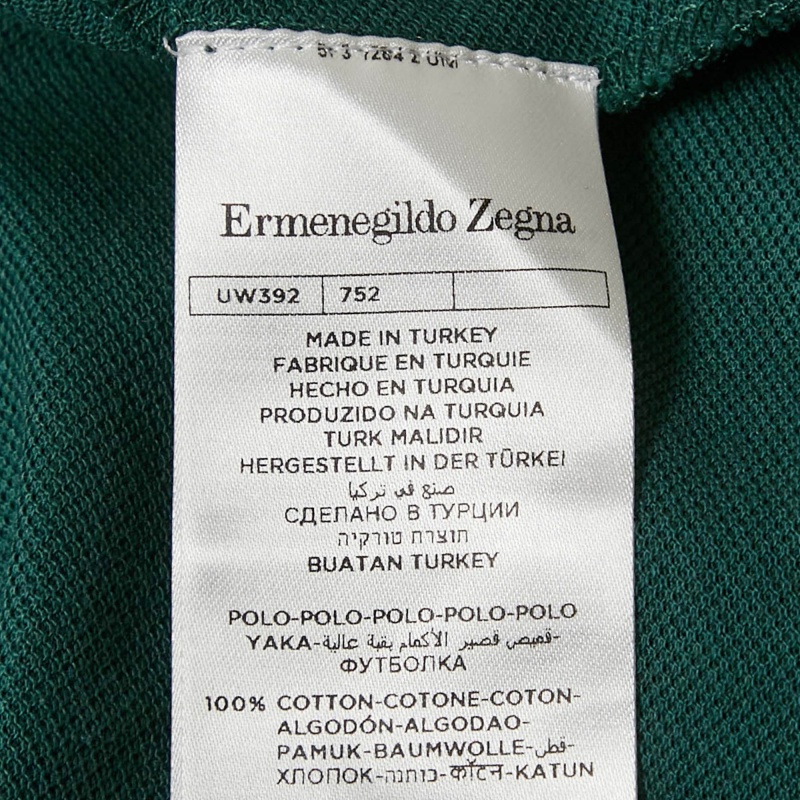 Ermenegildo Zegna
UW392 752
MADE IN TURKEY
FABRIQUE EN TURQUIE
HECHO EN TURQUIA
PRODUZIDO NA TURQUIA
TURK MALIDIR
HERGESTELLT IN DER TÜRKEI
صنع في تركيا
СДЕЛАНО В ТУРЦИИ
תוצרת טורקיה
BUATAN TURKEY
POLO-POLO-POLO-POLO-POLO
YAKA-قميص قصير الأكمام بقبة عالية-
ФУТБОЛКА
100% COTTON-COTONE-COTON-
ALGODÓN-ALGODAO-
PAMUK-BAUMWOLLE-قطن-
ХЛОПОК-כותנה-कॉटन-KATUN